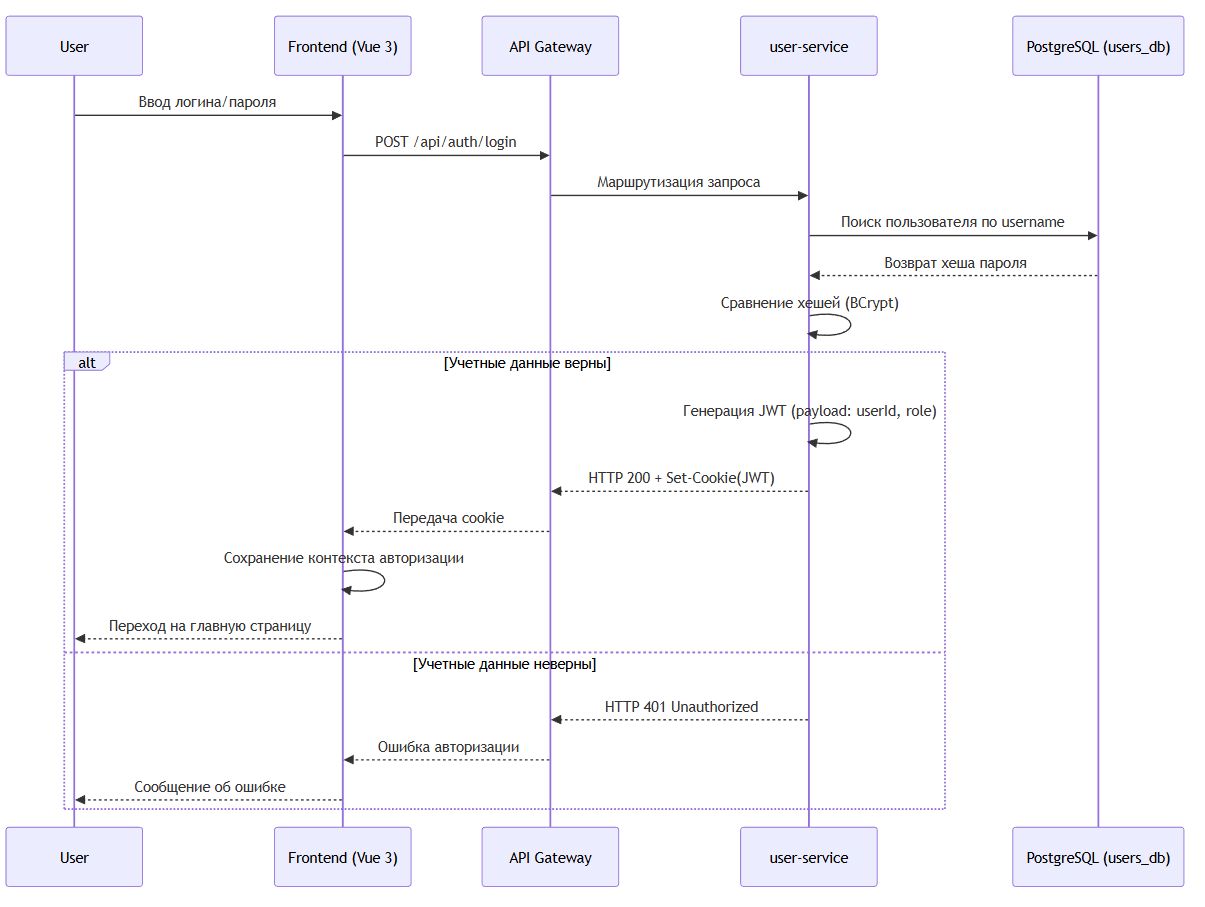 User
Frontend (Vue 3)
API Gateway
user-service
PostgreSQL (users_db)
Ввод логина/пароля
POST /api/auth/login
Маршрутизация запроса
Поиск пользователя по username
Возврат хеша пароля
Сравнение хешей (BCrypt)
alt
[Учетные данные верны]
Генерация JWT (payload: userId, role)
HTTP 200 + Set-Cookie(JWT)
Передача cookie
Сохранение контекста авторизации
Переход на главную страницу
[Учетные данные неверны]
HTTP 401 Unauthorized
Ошибка авторизации
Сообщение об ошибке
User
Frontend (Vue 3)
API Gateway
user-service
PostgreSQL (users_db)